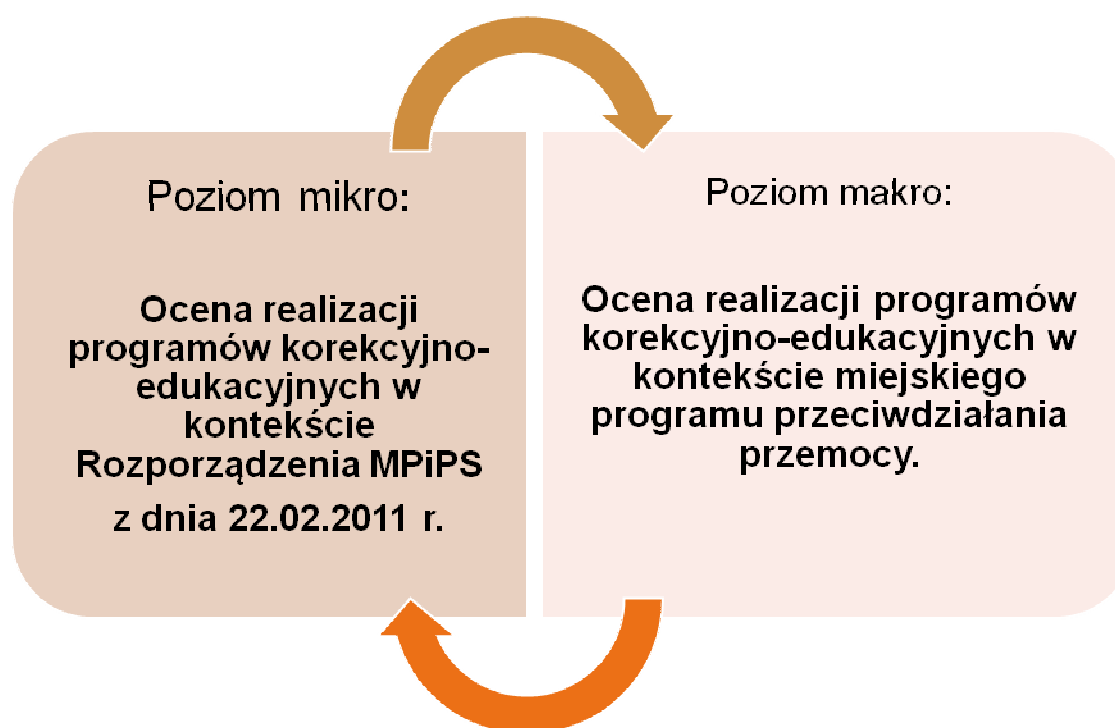 Poziom mikro:
Ocena realizacji
programów korekcyjno-
edukacyjnych w
kontekście
Rozporządzenia MPiPS
z dnia 22.02.2011 r.
Poziom makro:
Ocena realizacji programów
korekcyjno-edukacyjnych w
kontekście miejskiego
programu przeciwdziałania
przemocy.